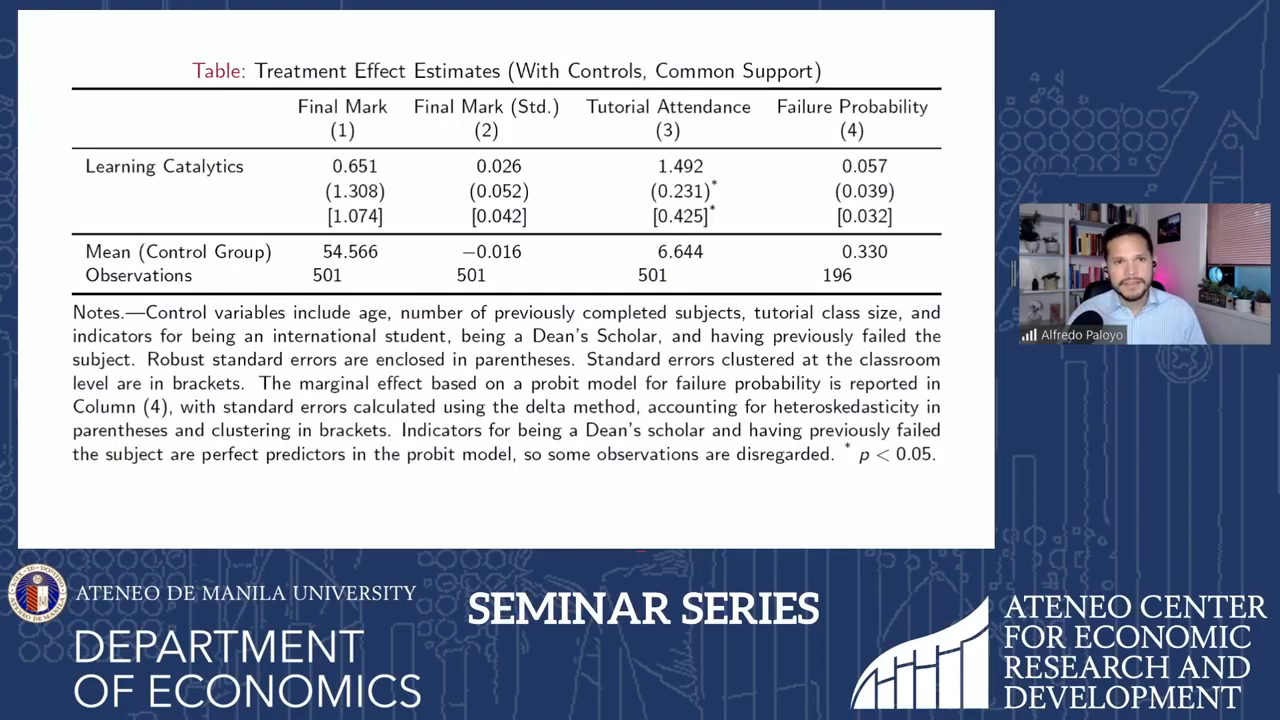 Table: Treatment Effect Estimates (With Controls, Common Support)
Final Mark Final Mark (Std.) Tutorial Attendance Failure Probability
(1) (2) (3) (4)
Learning Catalytics 0.651 0.026 1.492 0.057
(1.308) (0.052) (0.231)* (0.039)
[1.074] [0.042] [0.425]* [0.032]
Mean (Control Group) 54.566 −0.016 6.644 0.330
Observations 501 501 501 196
Notes.—Control variables include age, number of previously completed subjects, tutorial class size, and
indicators for being an international student, being a Dean's Scholar, and having previously failed the
subject. Robust standard errors are enclosed in parentheses. Standard errors clustered at the classroom
level are in brackets. The marginal effect based on a probit model for failure probability is reported in
Column (4), with standard errors calculated using the delta method, accounting for heteroskedasticity in
parentheses and clustering in brackets. Indicators for being a Dean's scholar and having previously failed
the subject are perfect predictors in the probit model, so some observations are disregarded. * p < 0.05.
Alfredo Paloyo
ATENEO DE MANILA UNIVERSITY
DEPARTMENT
OF ECONOMICS
SEMINAR SERIES
ATENEO CENTER
FOR ECONOMIC
RESEARCH AND
DEVELOPMENT